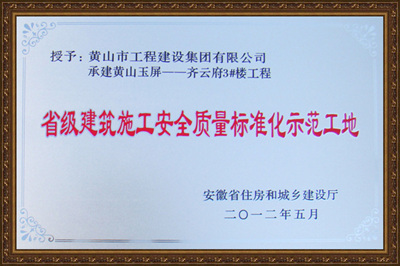 授予：黄山市工程建设集团有限公司
承建黄山玉屏——齐云府3#楼工程
省级建筑施工安全质量标准化示范工地
安徽省住房和城乡建设厅
二〇一二年五月